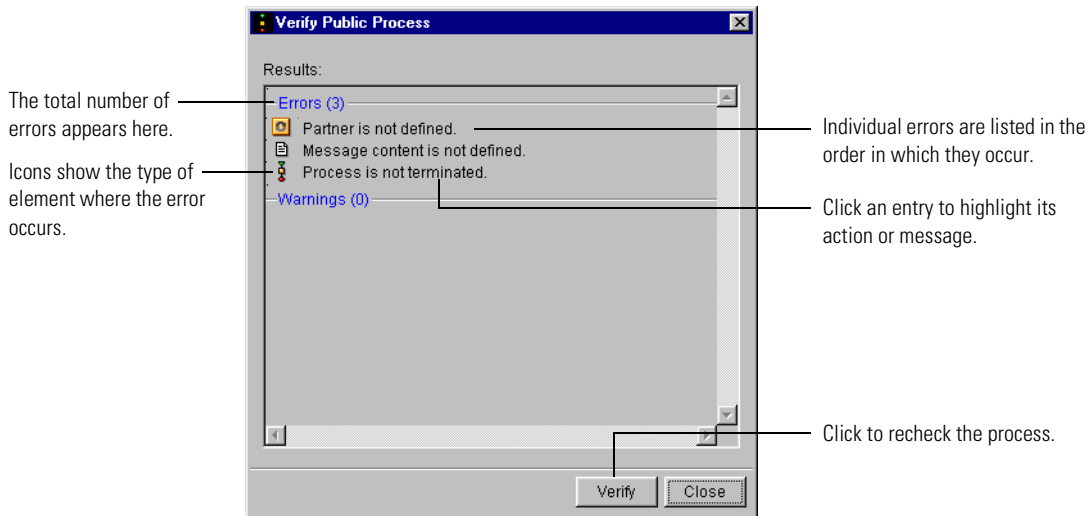 Verify Public Process
Results:
The total number of
errors appears here.
Errors (3)
Partner is not defined.
Individual errors are listed in the
order in which they occur.
Message content is not defined.
Icons show the type of
element where the error
occurs.
Process is not terminated.
Warnings (0)
Click an entry to highlight its
action or message.
Click to recheck the process.
Verify
Close